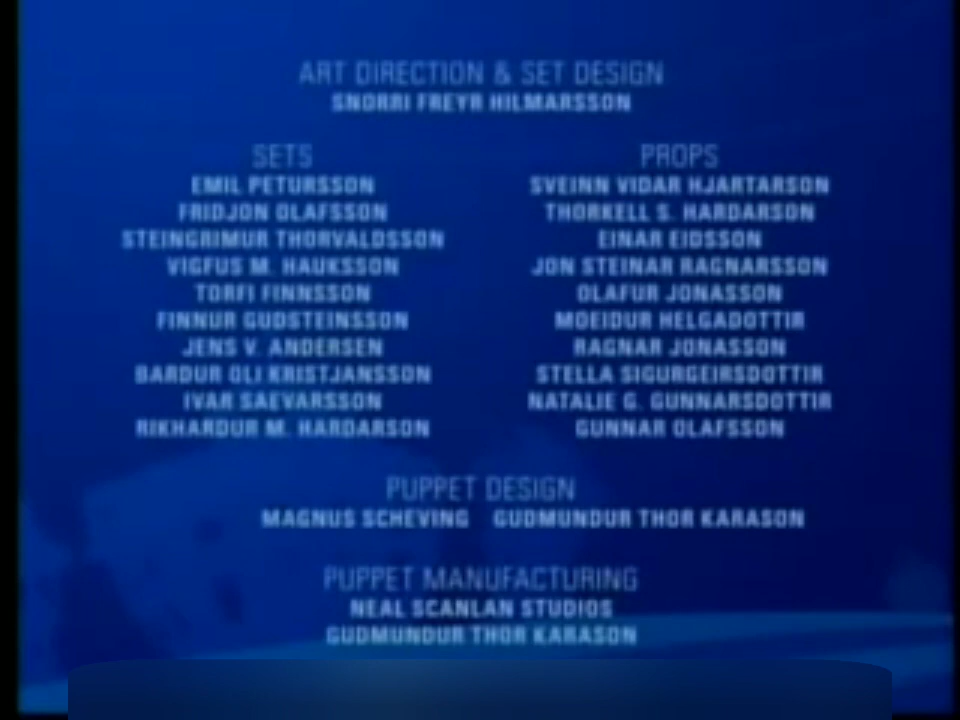 ART DIRECTION & SET DESIGN
SNORRI FREYR HILMARSSON
SETS
EMIL PETURSSON
FRIDJON OLAFSSON
STEINGRIMUR THORVALDSSON
VIGFUS M. HAUKSSON
TORFI FINNSSON
FINNUR GUDSTEINSSON
JENS V. ANDERSEN
BARDUR OLI KRISTJANSSON
IVAR SAEVARSSON
RIKHARDUR M. HARDARSON
PROPS
SVEINN VIDAR HJARTARSON
THORKELL S. HARDARSON
EINAR EIDSSON
JON STEINAR RAGNARSSON
OLAFUR JONASSON
MOEIDUR HELGADOTTIR
RAGNAR JONASSON
STELLA SIGURGEIRSDOTTIR
NATALIE G. GUNNARSDOTTIR
GUNNAR OLAFSSON
PUPPET DESIGN
MAGNUS SCHEVING GUDMUNDUR THOR KARASON
PUPPET MANUFACTURING
NEAL SCANLAN STUDIOS
GUDMUNDUR THOR KARASON